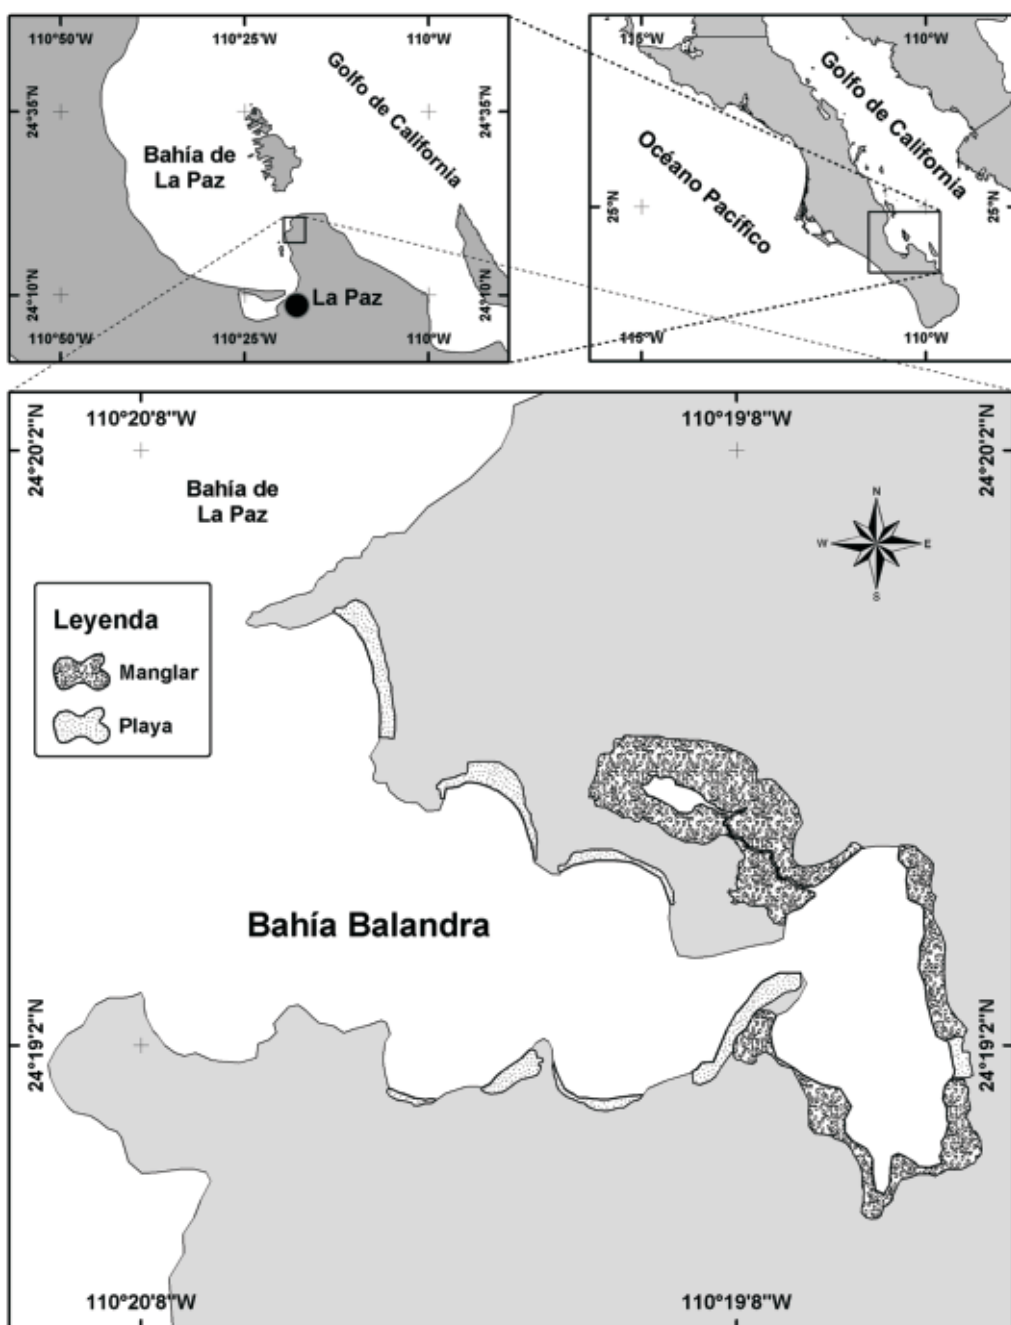 110°50'W
110°25'W
110°W
24°35'N
24°35'N
Golfo de California
Bahía de
La Paz
La Paz
24°10'N
24°10'N
110°50'W
110°25'W
110°W
115°W
110°W
Golfo de California
Océano Pacífico
25°N
25°N
115°W
110°W
110°20'8"W
110°19'8"W
24°20'2"N
24°20'2"N
Bahía de
La Paz
N
W
E
S
Leyenda
Manglar
Playa
Bahía Balandra
24°19'2"N
24°19'2"N
110°20'8"W
110°19'8"W